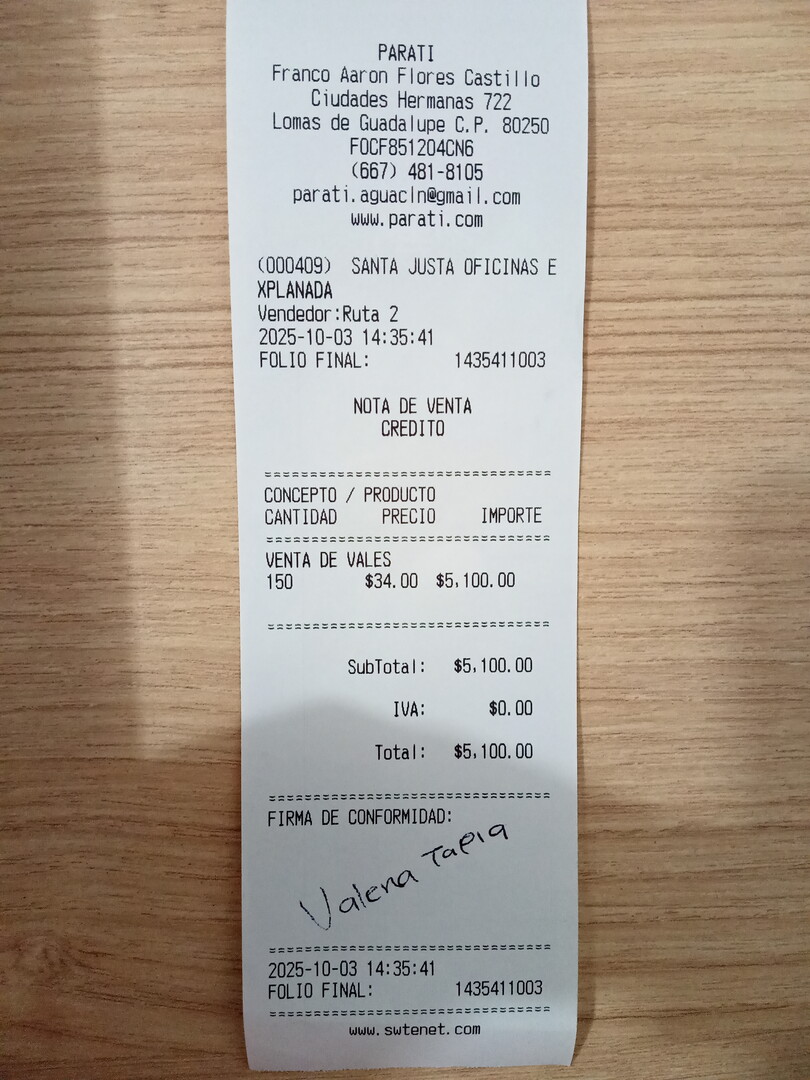 PARATI
Franco Aaron Flores Castillo
Ciudades Hermanas 722
Lomas de Guadalupe C.P. 80250
FOCF851204CN6
(667) 481-8105
parati.aguacln@gmail.com
www.parati.com
(000409) SANTA JUSTA OFICINAS E
XPLANADA
Vendedor:Ruta 2
2025-10-03 14:35:41
FOLIO FINAL: 1435411003
NOTA DE VENTA
CREDITO
==============================
CONCEPTO / PRODUCTO
CANTIDAD PRECIO IMPORTE
==============================
VENTA DE VALES
150 $34.00 $5,100.00
==============================
SubTotal: $5,100.00
IVA: $0.00
Total: $5,100.00
==============================
FIRMA DE CONFORMIDAD:
Valeria Tapia
==============================
2025-10-03 14:35:41
FOLIO FINAL: 1435411003
==============================
www.swtenet.com